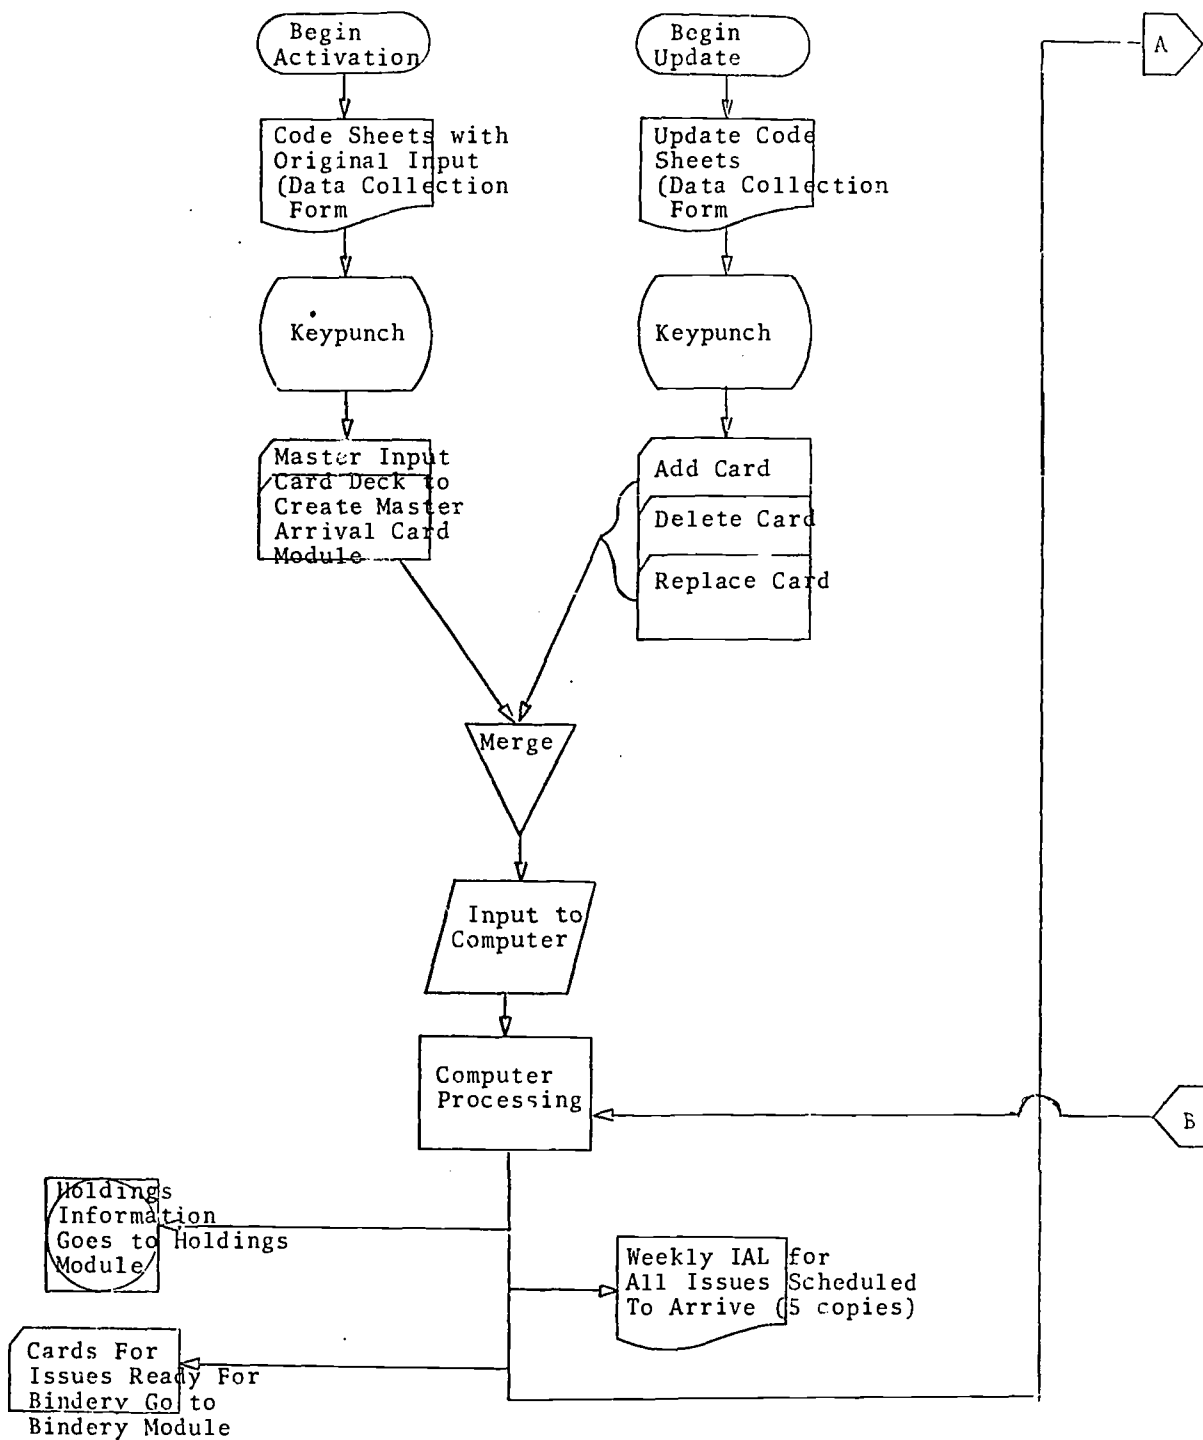 Begin
Activation
Begin
Update
A
Code Sheets with
Original Input
(Data Collection
Form
Update Code
Sheets
(Data Collection
Form
Keypunch
Keypunch
Master Input
Card Deck to
Create Master
Arrival Card
Module
Add Card
Delete Card
Replace Card
Merge
Input to
Computer
Computer
Processing
B
Holdings
Information
Goes to Holdings
Module
Weekly IAL for
All Issues Scheduled
To Arrive (5 copies)
Cards For
Issues Ready For
Bindery Go to
Bindery Module